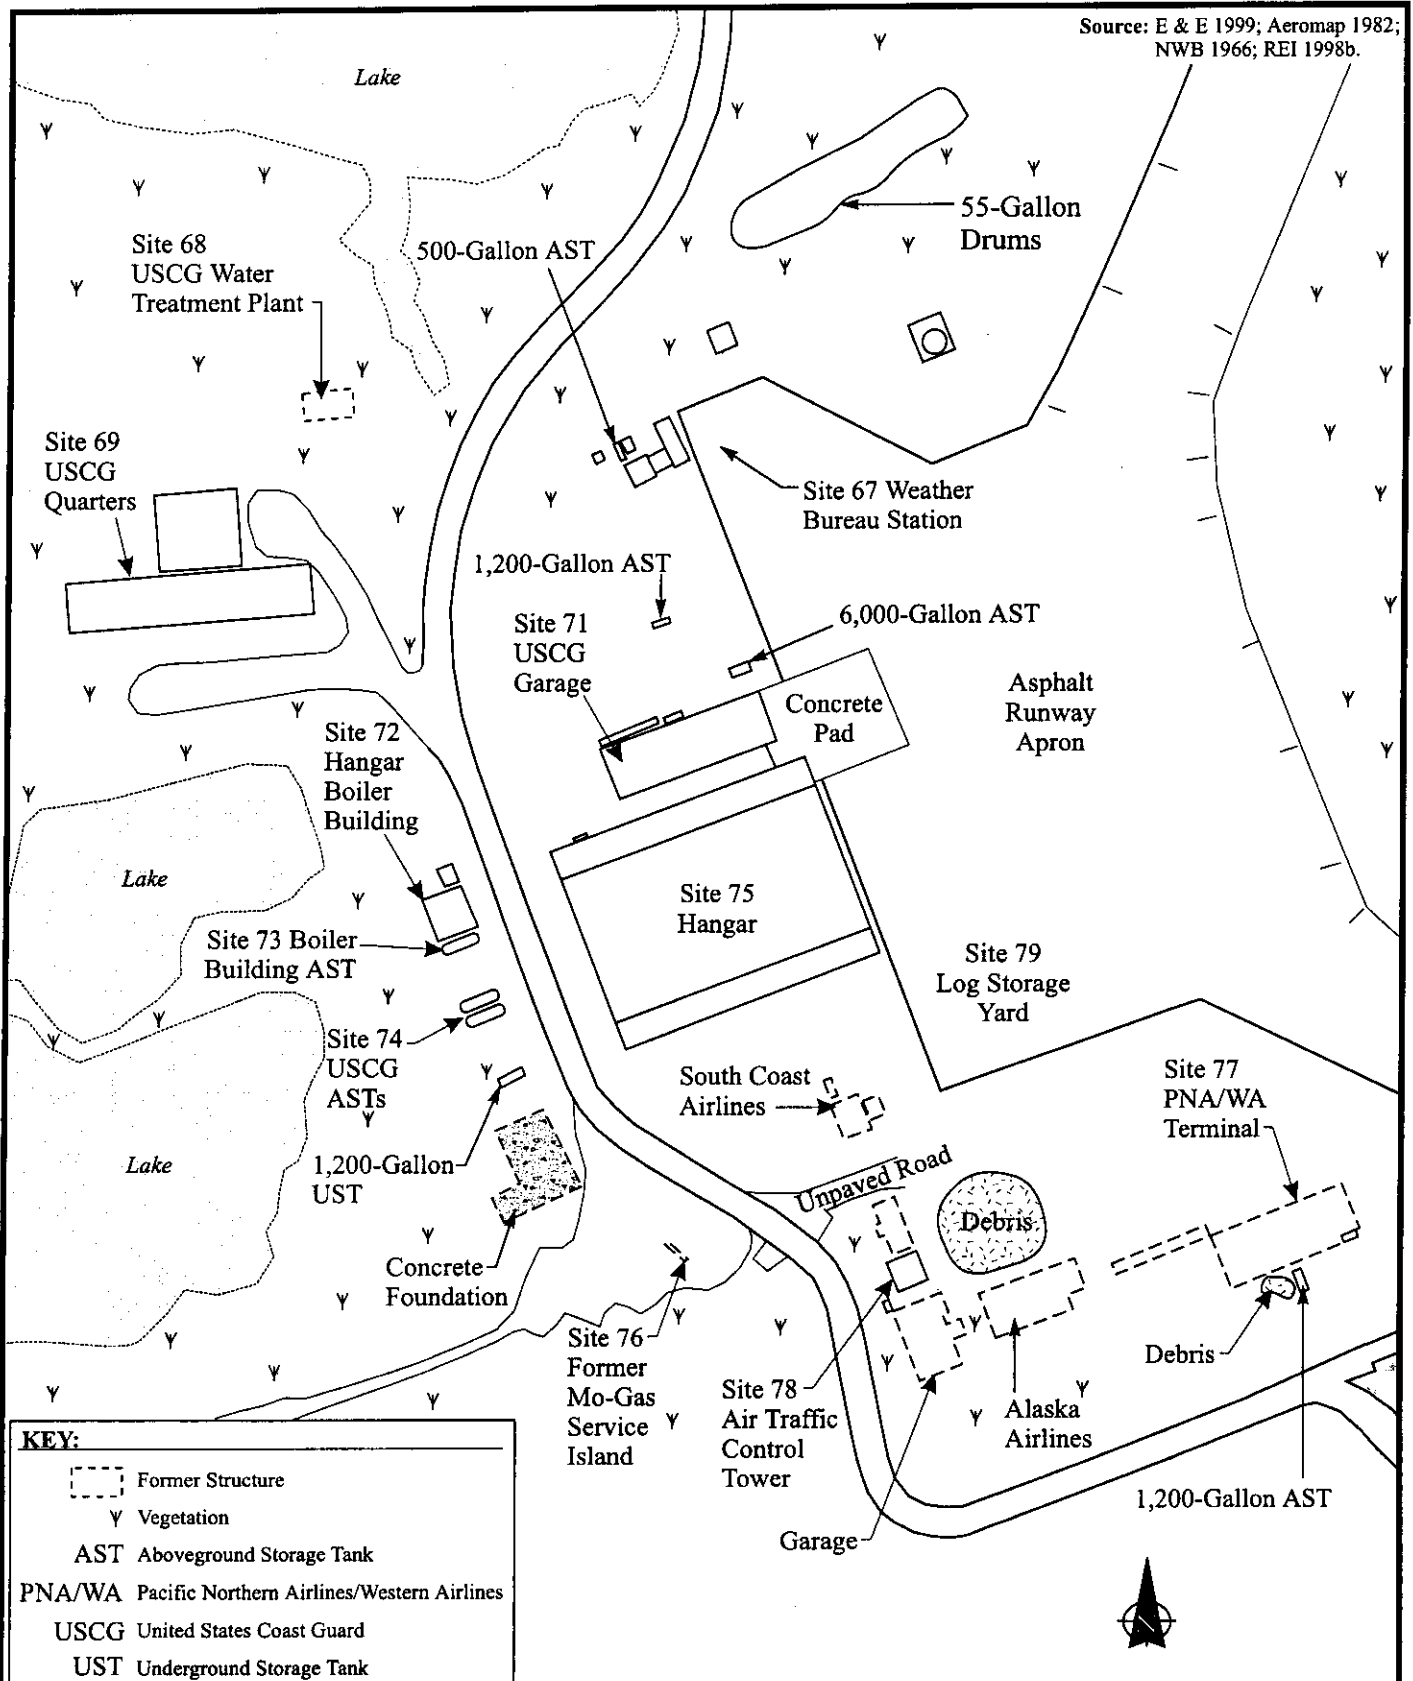 Source: E & E 1999; Aeromap 1982;
NWB 1966; REI 1998b.
Lake
55-Gallon
Drums
Site 68
USCG Water
Treatment Plant
500-Gallon AST
Site 69
USCG
Quarters
Site 67 Weather
Bureau Station
1,200-Gallon AST
6,000-Gallon AST
Site 71
USCG
Garage
Concrete
Pad
Asphalt
Runway
Apron
Site 72
Hangar
Boiler
Building
Lake
Site 75
Hangar
Site 73 Boiler
Building AST
Site 79
Log Storage
Yard
Site 74
USCG
ASTs
South Coast
Airlines
Site 77
PNA/WA
Terminal
Lake
1,200-Gallon
UST
Unpaved Road
Debris
Concrete
Foundation
Site 76
Former
Mo-Gas
Service
Island
Site 78
Air Traffic
Control
Tower
Debris
Alaska
Airlines
1,200-Gallon AST
Garage
KEY:
Former Structure
Vegetation
AST Aboveground Storage Tank
PNA/WA Pacific Northern Airlines/Western Airlines
USCG United States Coast Guard
UST Underground Storage Tank